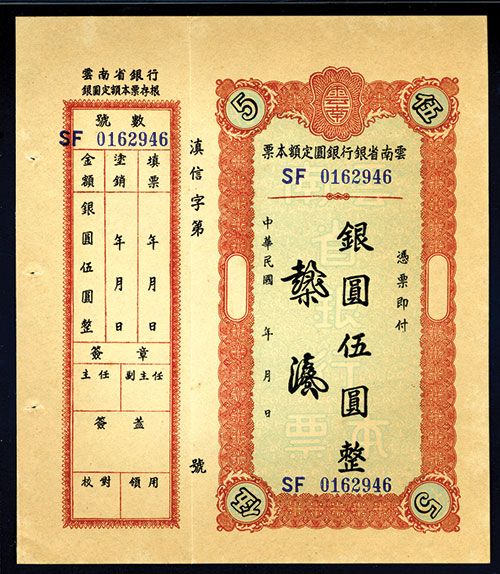 雲南省銀行
銀圓定額本票存根
號數
SF 0162946
填票
年 月 日
塗銷
年 月 日
金額
銀圓伍圓整
簽章
主任
副主任
簽蓋
校對
領用
滇信字第
號
5
伍
雲南省銀行銀圓定額本票
SF 0162946
憑票即付
銀圓伍圓整
中華民國 年 月 日
SF 0162946
伍
5